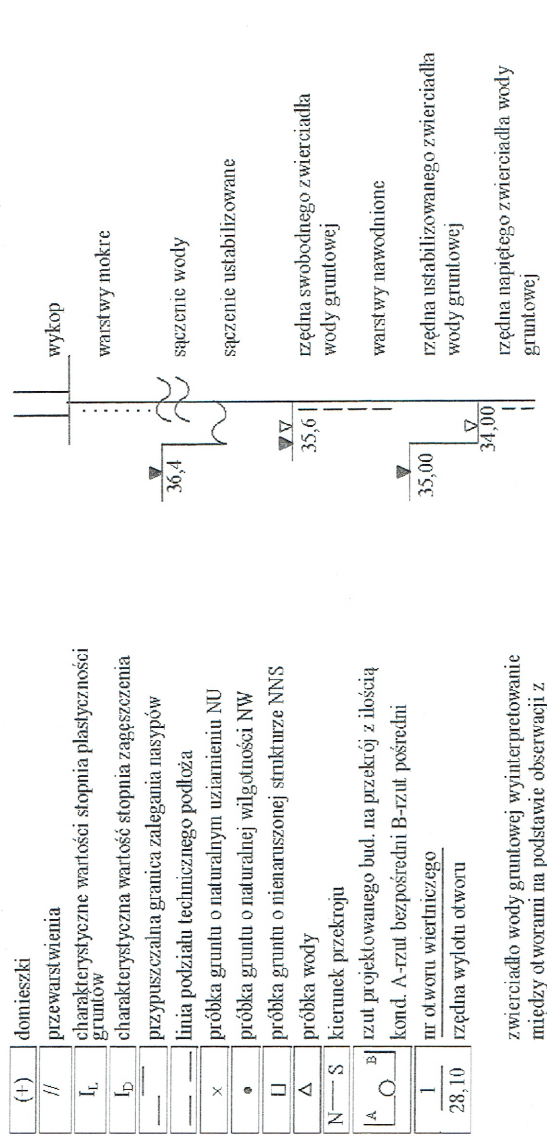 (+) domieszki
// przewarstwienia
I_L charakterystyczne wartości stopnia plastyczności
gruntów
I_D charakterystyczna wartość stopnia zagęszczenia
przypuszczalna granica zalegania nasypów
linia podziału technicznego podłoża
x próbka gruntu o naturalnym uziarnieniu NU
• próbka gruntu o naturalnej wilgotności NW
próbka gruntu o nienaruszonej strukturze NNS
próbka wody
N — S kierunek przekroju
A B rzut projektowanego bud. na przekrój z ilością
kond. A-rzut bezpośredni B-rzut pośredni
1 nr otworu wiertniczego
28,10 rzędna wylotu otworu
zwierciadło wody gruntowej wyinterpretowanie
między otworami na podstawie obserwacji z
wykop
warstwy mokre
sączenie wody
36,4
sączenie ustabilizowane
35,6
rzędna swobodnego zwierciadła
wody gruntowej
warstwy nawodnione
35,00
rzędna ustabilizowanego zwierciadła
wody gruntowej
34,00
rzędna napiętego zwierciadła wody
gruntowej